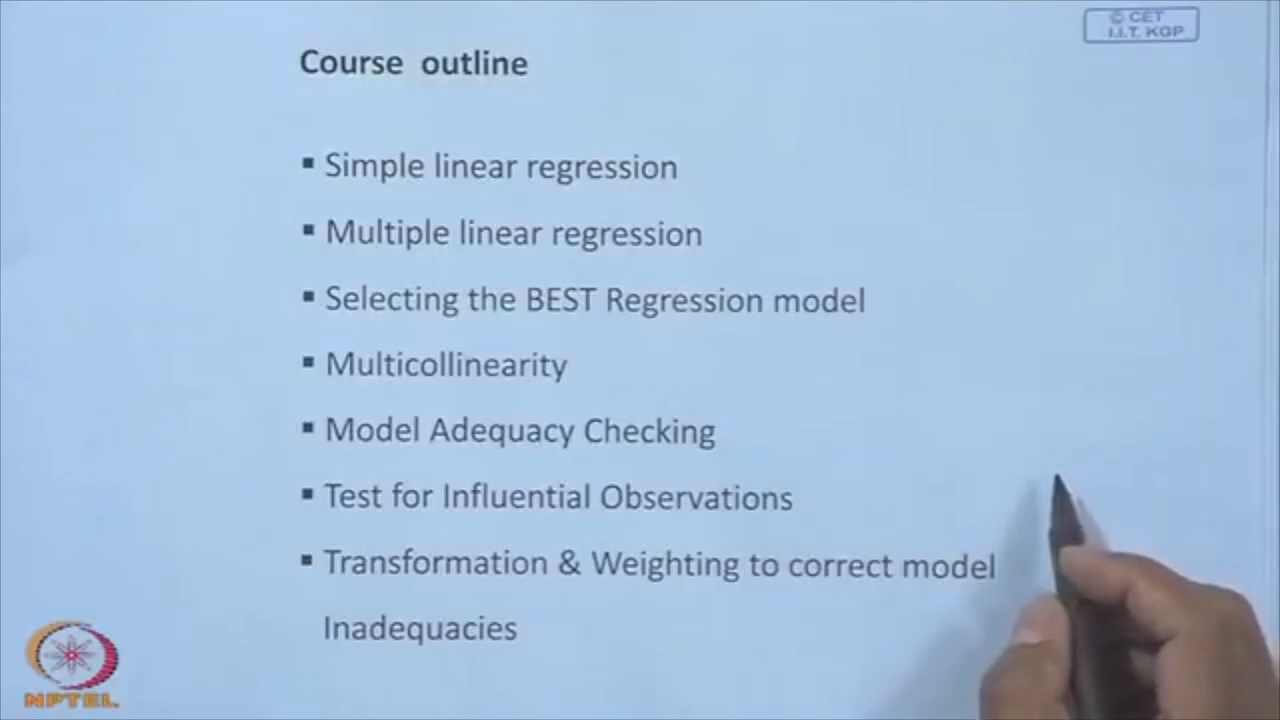 © CET
I.I.T. KGP
Course outline
▪ Simple linear regression
▪ Multiple linear regression
▪ Selecting the BEST Regression model
▪ Multicollinearity
▪ Model Adequacy Checking
▪ Test for Influential Observations
▪ Transformation & Weighting to correct model
Inadequacies
NPTEL